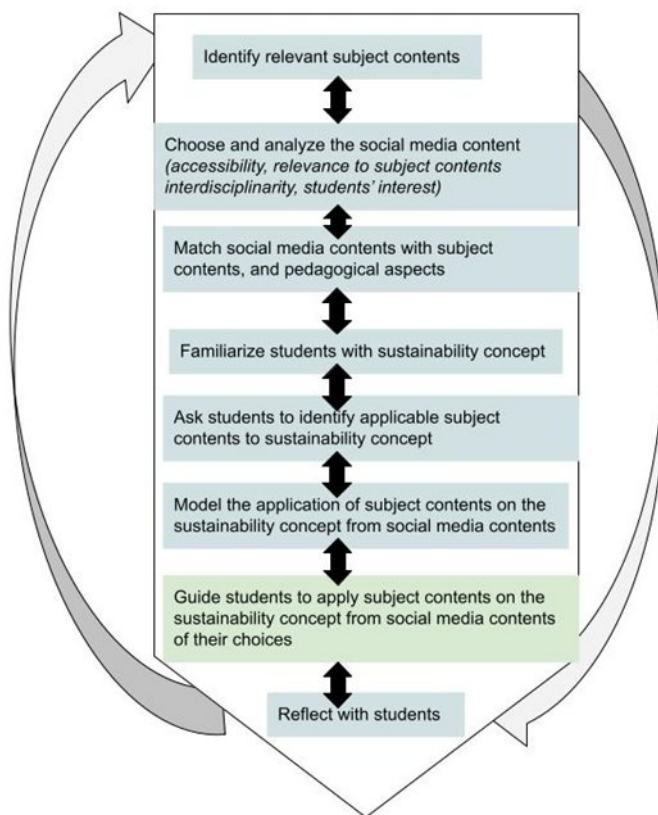 Identify relevant subject contents
Choose and analyze the social media content
(accessibility, relevance to subject contents
interdisciplinarity, students' interest)
Match social media contents with subject
contents, and pedagogical aspects
Familiarize students with sustainability concept
Ask students to identify applicable subject
contents to sustainability concept
Model the application of subject contents on the
sustainability concept from social media contents
Guide students to apply subject contents on the
sustainability concept from social media contents
of their choices
Reflect with students